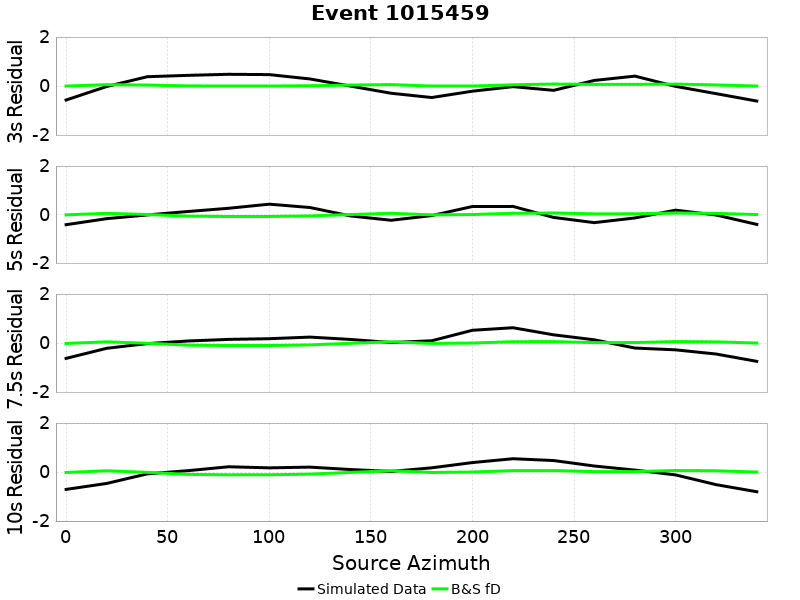 Event 1015459
3s Residual
2
0
-2
5s Residual
2
0
-2
7.5s Residual
2
0
-2
10s Residual
2
0
-2
0 50 100 150 200 250 300
Source Azimuth
Simulated Data B&S fD